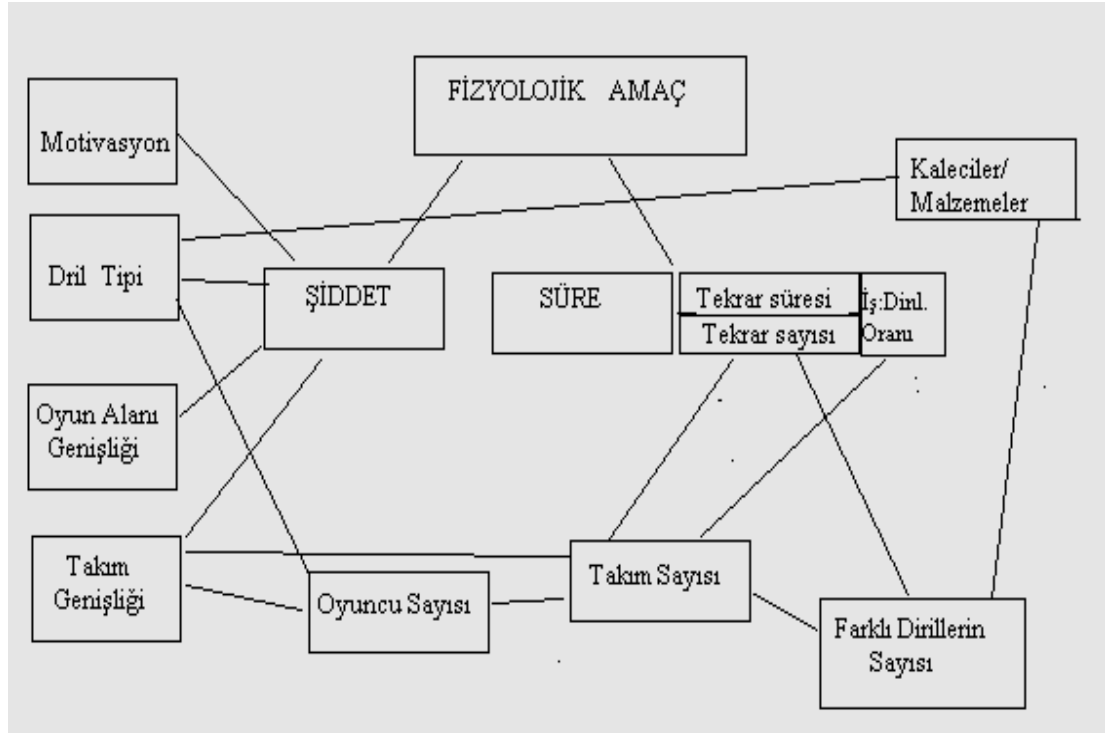 FİZYOLOJİK AMAÇ
Motivasyon
Kaleciler/
Malzemeler
Dril Tipi
ŞİDDET
SÜRE
Tekrar süresi
Tekrar sayısı
İş:Dinl.
Oranı
Oyun Alanı
Genişliği
Takım
Genişliği
Oyuncu Sayısı
Takım Sayısı
Farklı Dirillerin
Sayısı